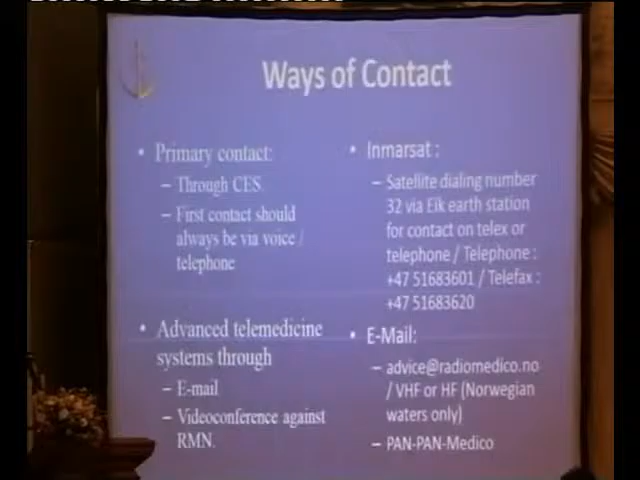 Ways of Contact
• Primary contact:
– Through CES.
– First contact should
always be via voice /
telephone
• Advanced telemedicine
systems through
– E-mail
– Videoconference against
RMN.
• Inmarsat :
– Satellite dialing number
32 via Eik earth station
for contact on telex or
telephone / Telephone :
+47 51683601 / Telefax :
+47 51683620
• E-Mail:
– advice@radiomedico.no
/ VHF or HF (Norwegian
waters only)
– PAN-PAN-Medico